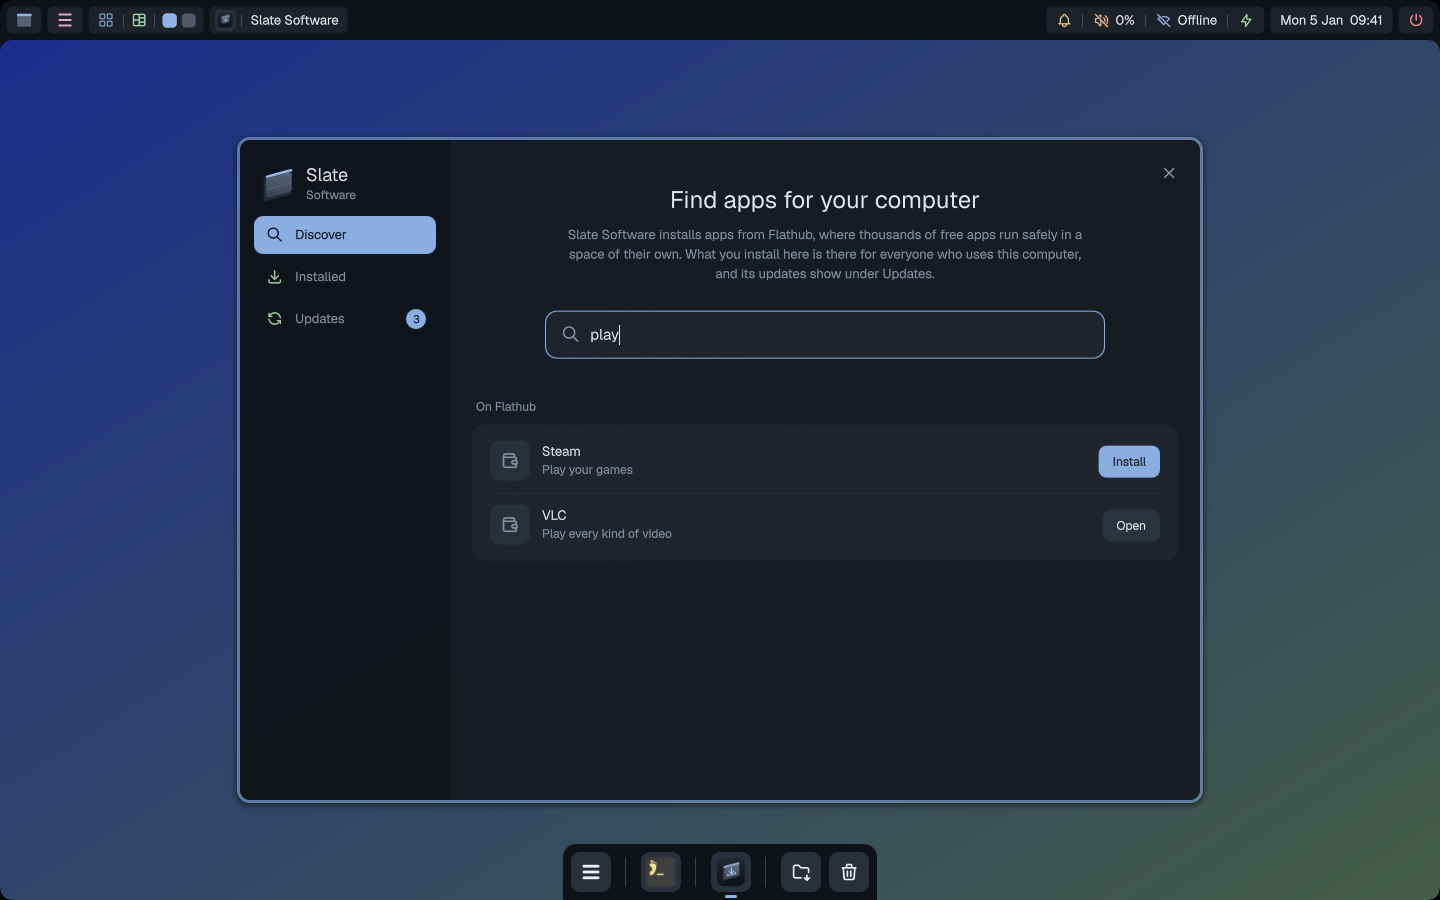 Slate Software
0%
Offline
Mon 5 Jan 09:41
Slate
Software
Discover
Installed
Updates
3
Find apps for your computer
Slate Software installs apps from Flathub, where thousands of free apps run safely in a
space of their own. What you install here is there for everyone who uses this computer,
and its updates show under Updates.
play
On Flathub
Steam
Play your games
Install
VLC
Play every kind of video
Open